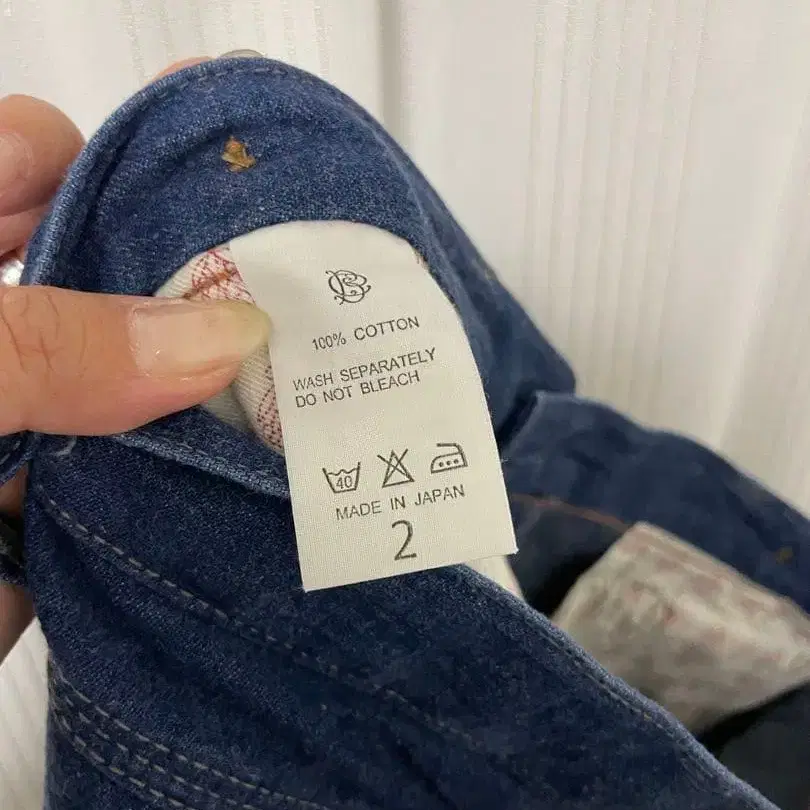 100% COTTON
WASH SEPARATELY
DO NOT BLEACH
40
MADE IN JAPAN
2